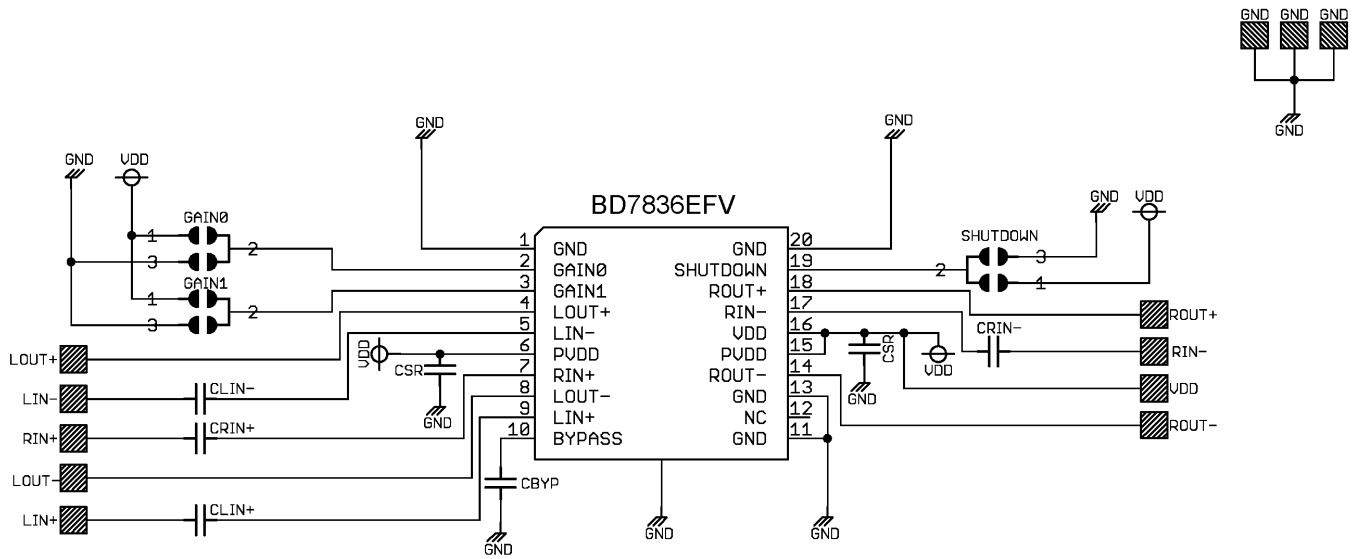 GND GND GND
GND
GND
GND
GND VDD
BD7836EFV
GND VDD
GAIN0
1
2
3
GAIN1
1
2
3
SHUTDOWN
3
2
1
1 GND
2 GAIN0
3 GAIN1
4 LOUT+
5 LIN-
6 PVDD
7 RIN+
8 LOUT-
9 LIN+
10 BYPASS
GND 20
SHUTDOWN 19
ROUT+ 18
RIN- 17
VDD 16
PVDD 15
ROUT- 14
GND 13
NC 12
GND 11
LOUT+
LIN-
CLIN-
RIN+
CRIN+
LOUT-
LIN+
CLIN+
VDD
CSR
GND
CBYP
GND
GND
GND
CSR
GND
VDD
CRIN-
ROUT+
RIN-
VDD
ROUT-